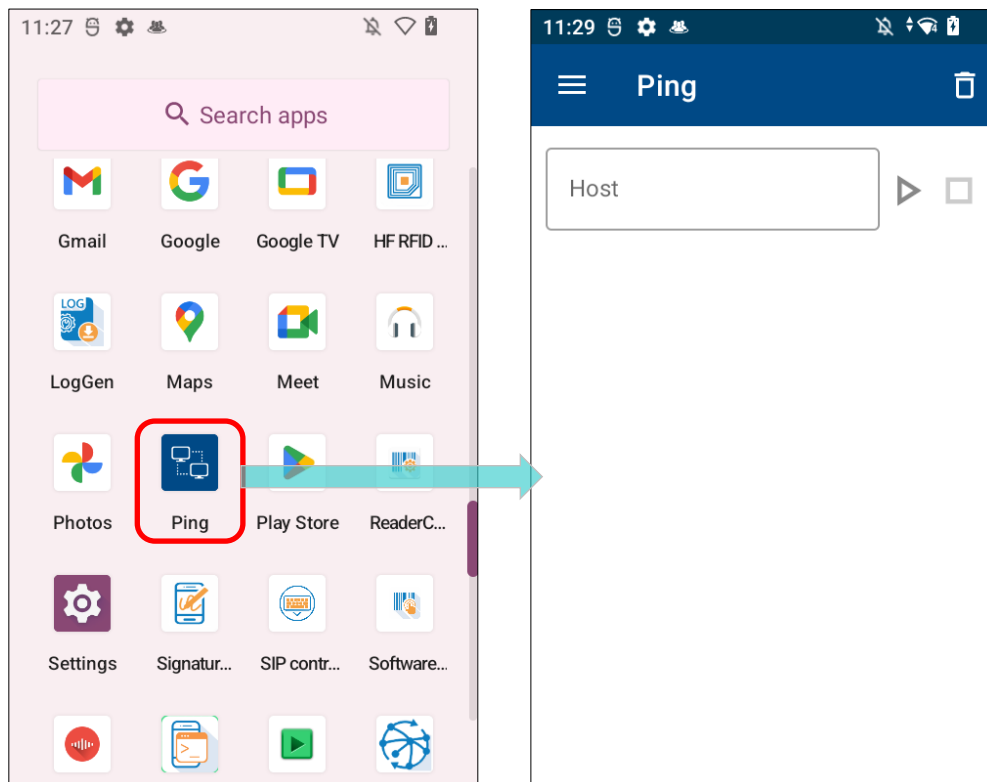 11:27
Search apps
Gmail Google Google TV HF RFID ...
LOG
LogGen Maps Meet Music
Photos Ping Play Store ReaderC...
Settings Signatur... SIP contr... Software...
11:29
Ping
Host